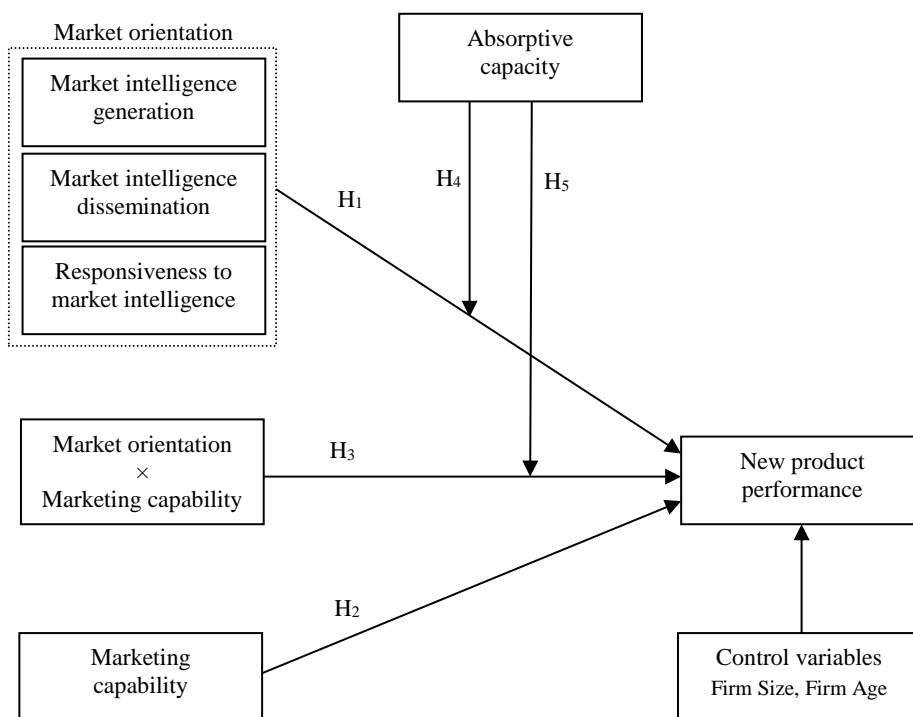 Market orientation
Market intelligence
generation
Market intelligence
dissemination
Responsiveness to
market intelligence
Absorptive
capacity
H1
H4
H5
Market orientation
×
Marketing capability
H3
New product
performance
H2
Marketing
capability
Control variables
Firm Size, Firm Age